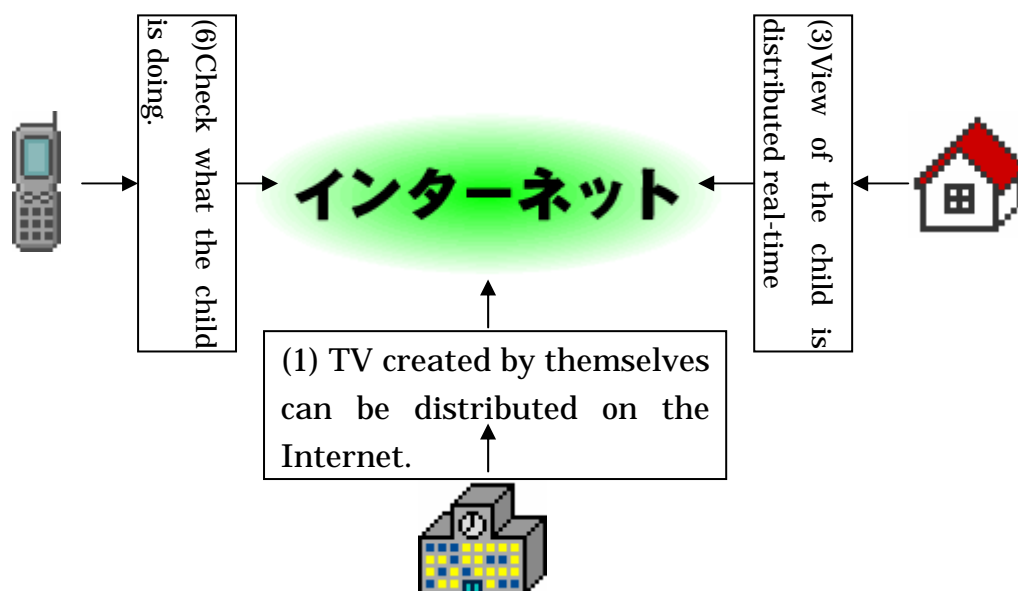 (6)Check what the child
is doing.
インターネット
(3)View of the child is
distributed real-time
(1) TV created by themselves
can be distributed on the
Internet.